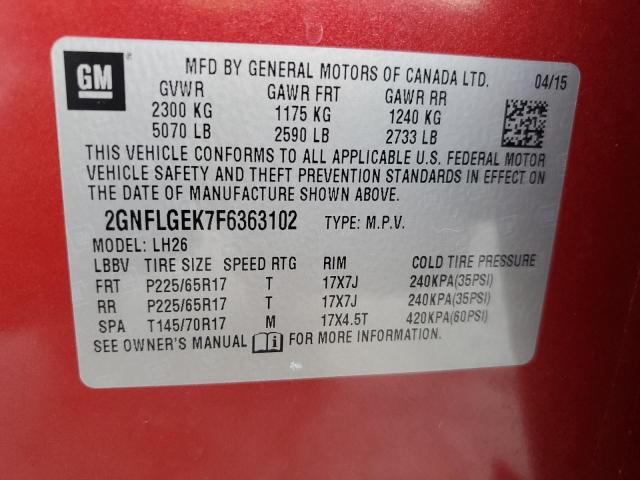 GM
MFD BY GENERAL MOTORS OF CANADA LTD. 04/15
GVWR GAWR FRT GAWR RR
2300 KG 1175 KG 1240 KG
5070 LB 2590 LB 2733 LB
THIS VEHICLE CONFORMS TO ALL APPLICABLE U.S. FEDERAL MOTOR
VEHICLE SAFETY AND THEFT PREVENTION STANDARDS IN EFFECT ON
THE DATE OF MANUFACTURE SHOWN ABOVE.
2GNFLGEK7F6363102 TYPE: M.P.V.
MODEL: LH26
LBBV TIRE SIZE SPEED RTG RIM COLD TIRE PRESSURE
FRT P225/65R17 T 17X7J 240KPA(35PSI)
RR P225/65R17 T 17X7J 240KPA(35PSI)
SPA T145/70R17 M 17X4.5T 420KPA(60PSI)
SEE OWNER'S MANUAL FOR MORE INFORMATION.